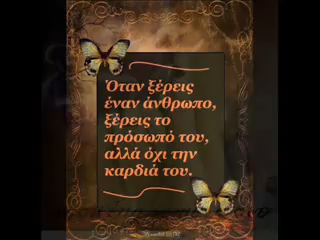 Όταν ξέρεις
έναν άνθρωπο,
ξέρεις το
πρόσωπό του,
αλλά όχι την
καρδιά του.